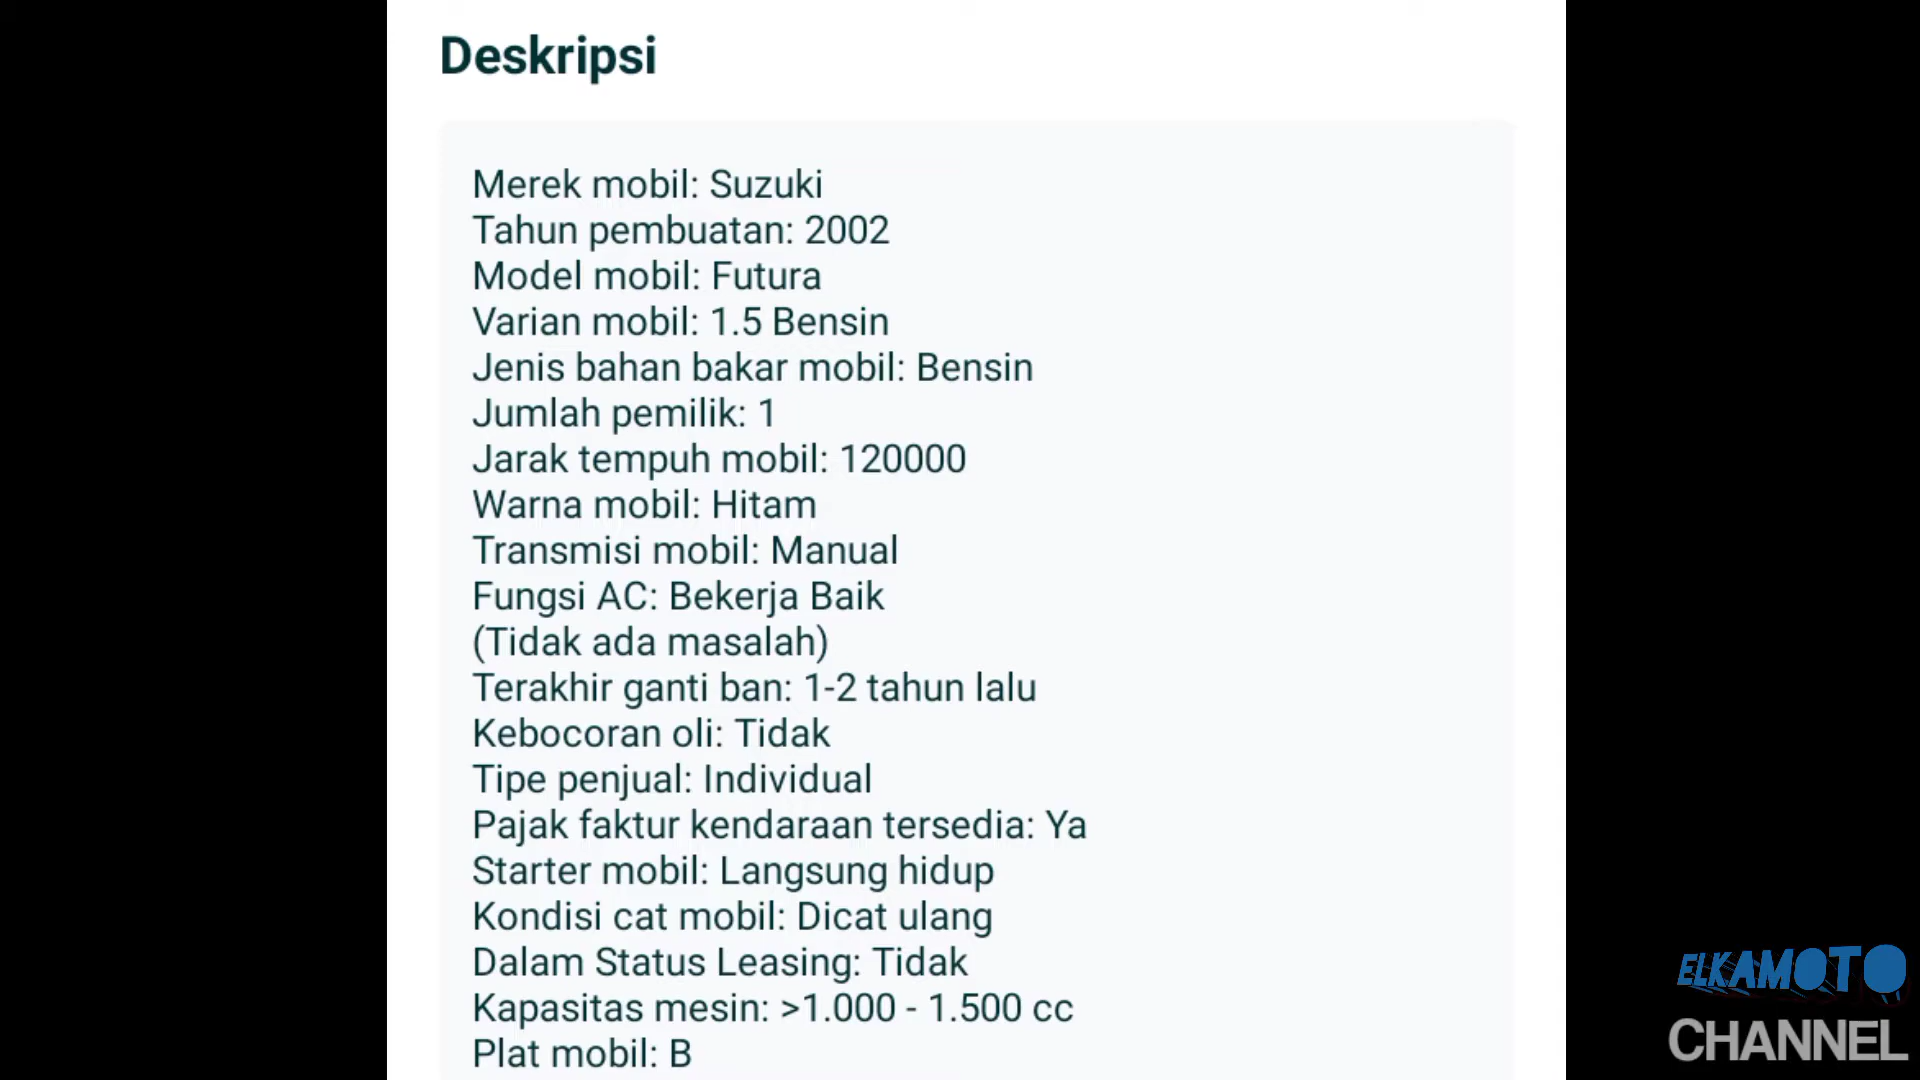 Deskripsi
Merek mobil: Suzuki
Tahun pembuatan: 2002
Model mobil: Futura
Varian mobil: 1.5 Bensin
Jenis bahan bakar mobil: Bensin
Jumlah pemilik: 1
Jarak tempuh mobil: 120000
Warna mobil: Hitam
Transmisi mobil: Manual
Fungsi AC: Bekerja Baik
(Tidak ada masalah)
Terakhir ganti ban: 1-2 tahun lalu
Kebocoran oli: Tidak
Tipe penjual: Individual
Pajak faktur kendaraan tersedia: Ya
Starter mobil: Langsung hidup
Kondisi cat mobil: Dicat ulang
Dalam Status Leasing: Tidak
Kapasitas mesin: >1.000 - 1.500 cc
Plat mobil: B
ELKAMOTO
CHANNEL